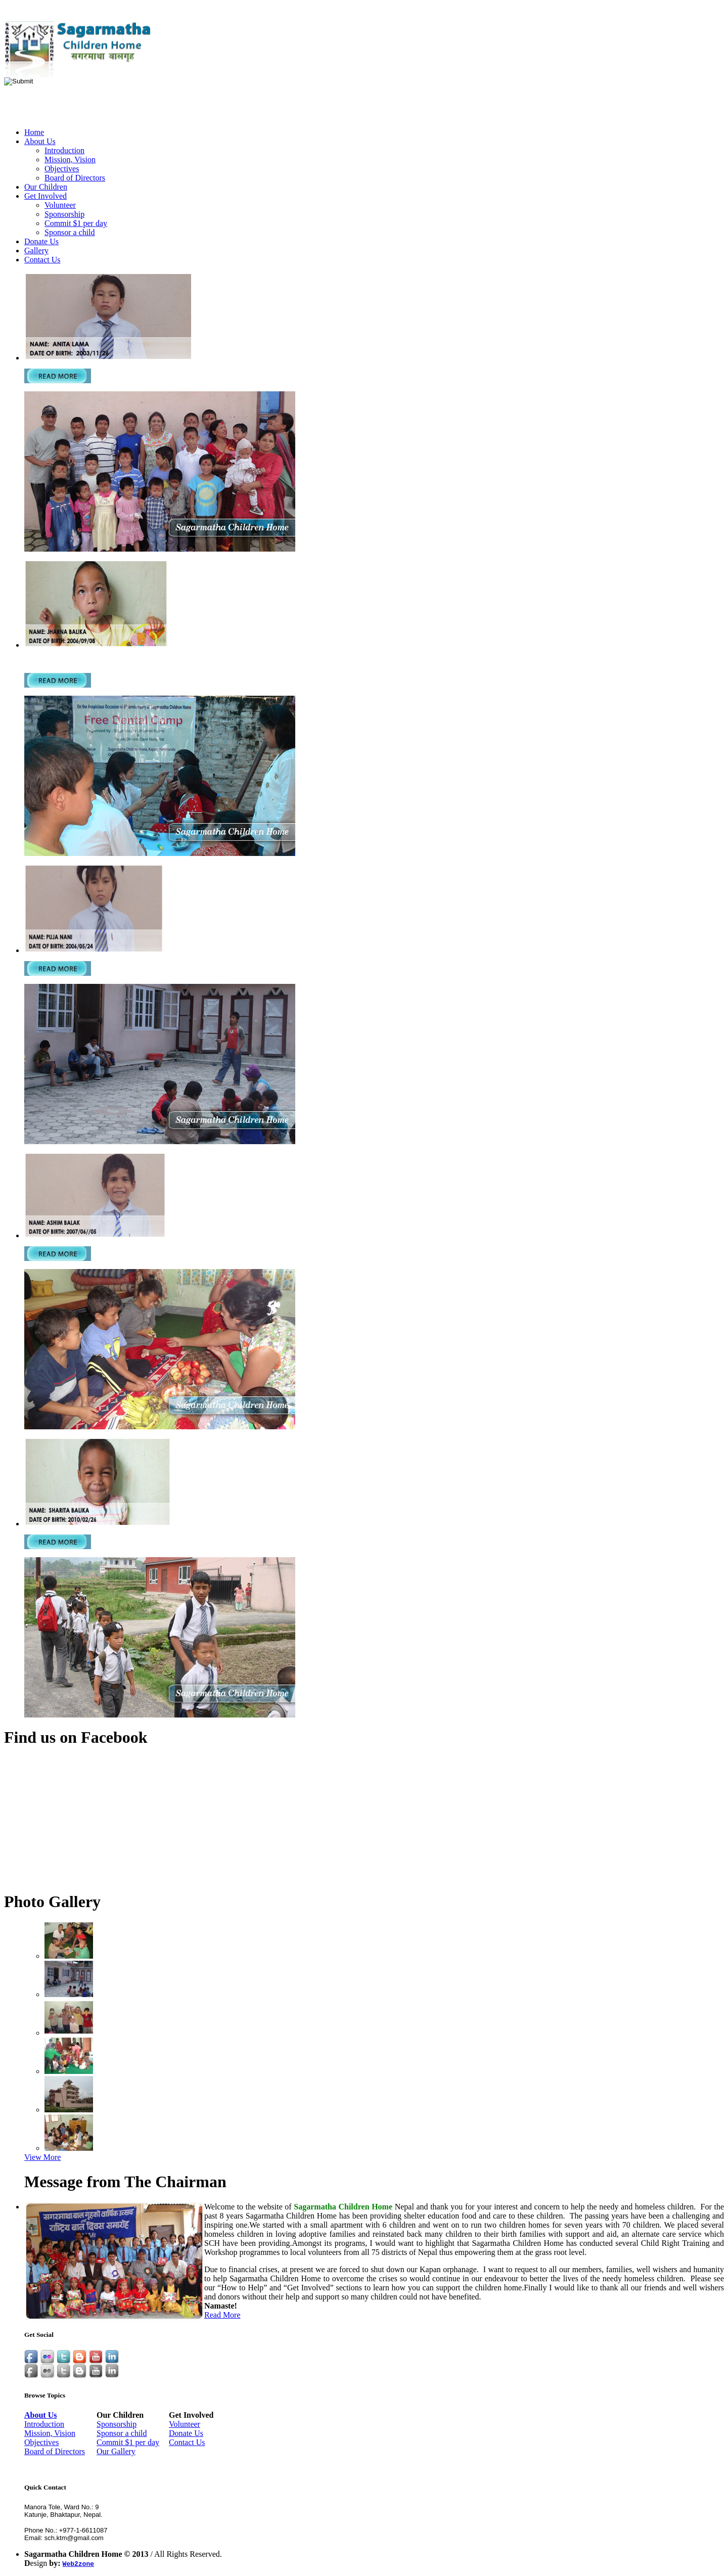 Sagarmatha
Children Home
सगरमाथा बालगृह
Submit
Home
About Us
Introduction
Mission, Vision
Objectives
Board of Directors
Our Children
Get Involved
Volunteer
Sponsorship
Commit $1 per day
Sponsor a child
Donate Us
Gallery
Contact Us
NAME: ANITA LAMA
DATE OF BIRTH: 2003/11/25
READ MORE
Sagarmatha Children Home
NAME: JHARNA BALIKA
DATE OF BIRTH: 2006/09/08
READ MORE
Free Dental Camp
Sagarmatha Children Home
NAME: PUJA NANI
DATE OF BIRTH: 2006/05/24
READ MORE
Sagarmatha Children Home
NAME: ASHIM BALAK
DATE OF BIRTH: 2007/06//05
READ MORE
Sagarmatha Children Home
NAME: SHARITA BALIKA
DATE OF BIRTH: 2010/02/26
READ MORE
Sagarmatha Children Home
Find us on Facebook
Photo Gallery
View More
Message from The Chairman
Welcome to the website of Sagarmatha Children Home Nepal and thank you for your interest and concern to help the needy and homeless children. For the
past 8 years Sagarmatha Children Home has been providing shelter education food and care to these children. The passing years have been a challenging and
inspiring one.We started with a small apartment with 6 children and went on to run two children homes for seven years with 70 children. We placed several
homeless children in loving adoptive families and reinstated back many children to their birth families with support and aid, an alternate care service which
SCH have been providing.Amongst its programs, I would want to highlight that Sagarmatha Children Home has conducted several Child Right Training and
Workshop programmes to local volunteers from all 75 districts of Nepal thus empowering them at the grass root level.
Due to financial crises, at present we are forced to shut down our Kapan orphanage. I want to request to all our members, families, well wishers and humanity
to help Sagarmatha Children Home to overcome the crises so would continue in our endeavour to better the lives of the needy homeless children. Please see
our “How to Help” and “Get Involved” sections to learn how you can support the children home.Finally I would like to thank all our friends and well wishers
and donors without their help and support so many children could not have benefited.
Namaste!
Read More
Get Social
Browse Topics
About Us Our Children Get Involved
Introduction Sponsorship Volunteer
Mission, Vision Sponsor a child Donate Us
Objectives Commit $1 per day Contact Us
Board of Directors Our Gallery
Quick Contact
Manora Tole, Ward No.: 9
Katunje, Bhaktapur, Nepal.
Phone No.: +977-1-6611087
Email: sch.ktm@gmail.com
Sagarmatha Children Home © 2013 / All Rights Reserved.
Design by: Web2zone